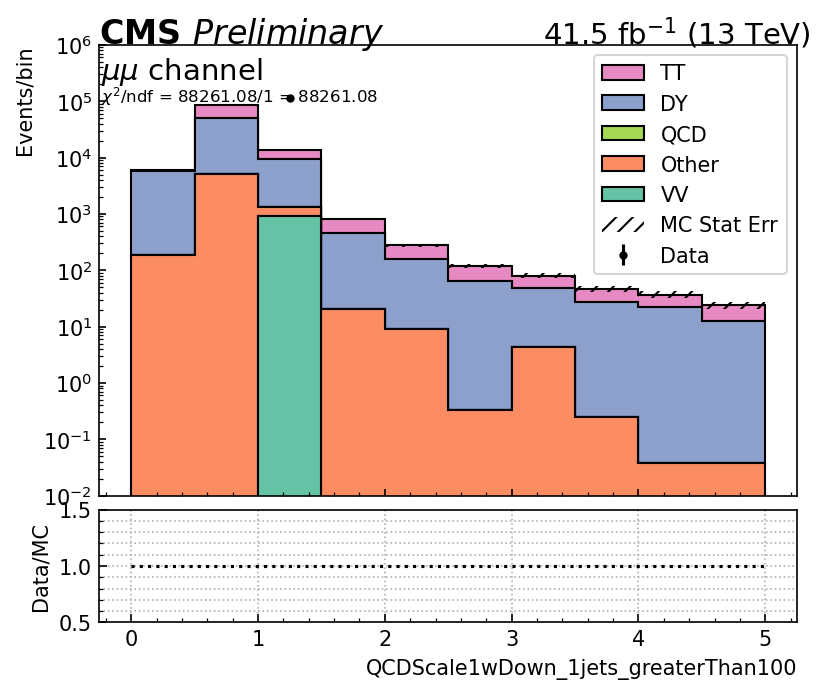 CMS Preliminary 41.5 fb⁻¹ (13 TeV)
μμ channel
χ²/ndf = 88261.08/1 = 88261.08
Events/bin
10⁶
10⁵
10⁴
10³
10²
10¹
10⁰
10⁻¹
10⁻²
TT
DY
QCD
Other
VV
MC Stat Err
Data
Data/MC
1.5
1.0
0.5
0 1 2 3 4 5
QCDScale1wDown_1jets_greaterThan100